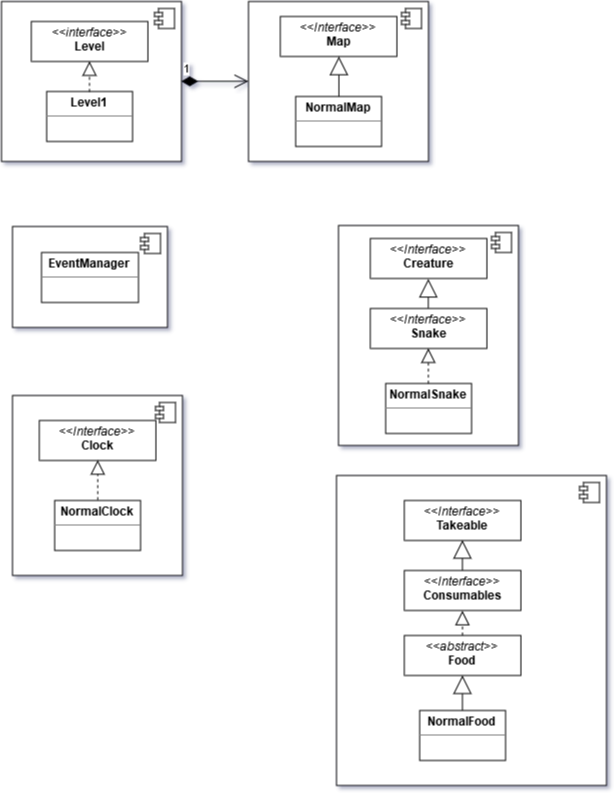 <<interface>>
Level
Level1
1
<<Interface>>
Map
NormalMap
EventManager
<<Interface>>
Creature
<<Interface>>
Snake
NormalSnake
<<Interface>>
Clock
NormalClock
<<Interface>>
Takeable
<<Interface>>
Consumables
<<abstract>>
Food
NormalFood